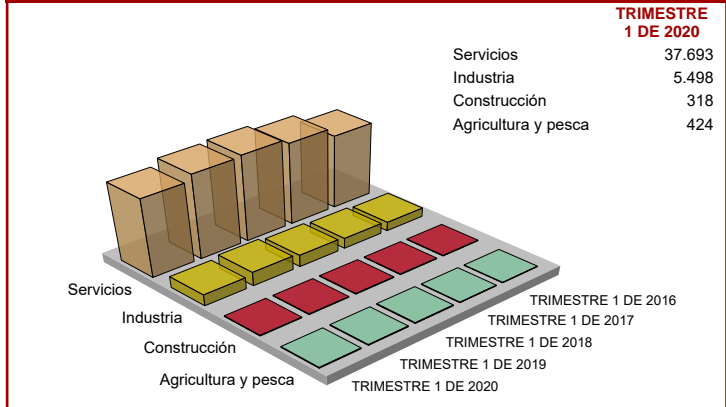 TRIMESTRE
1 DE 2020
Servicios 37.693
Industria 5.498
Construcción 318
Agricultura y pesca 424
Servicios
Industria
Construcción
Agricultura y pesca
TRIMESTRE 1 DE 2016
TRIMESTRE 1 DE 2017
TRIMESTRE 1 DE 2018
TRIMESTRE 1 DE 2019
TRIMESTRE 1 DE 2020